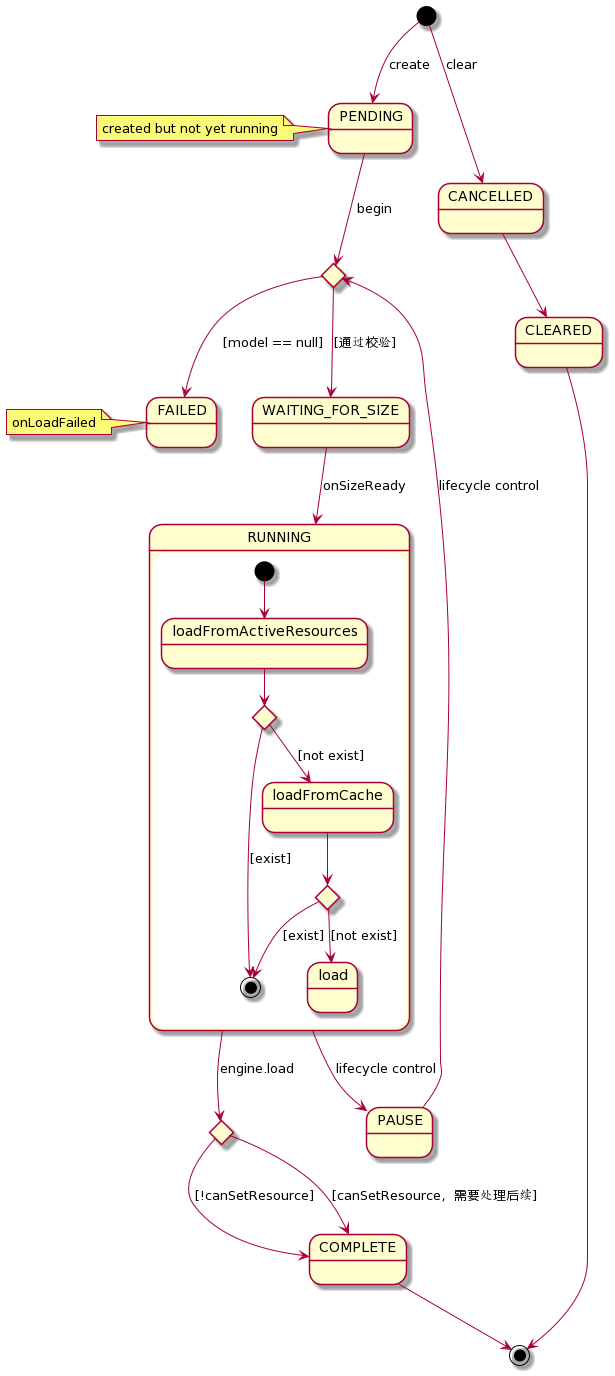 create
clear
PENDING
created but not yet running
CANCELLED
begin
CLEARED
[model == null]
[通过校验]
FAILED
onLoadFailed
WAITING_FOR_SIZE
onSizeReady
lifecycle control
RUNNING
loadFromActiveResources
[not exist]
loadFromCache
[exist]
[exist]
[not exist]
load
engine.load
lifecycle control
PAUSE
[!canSetResource]
[canSetResource，需要处理后续]
COMPLETE